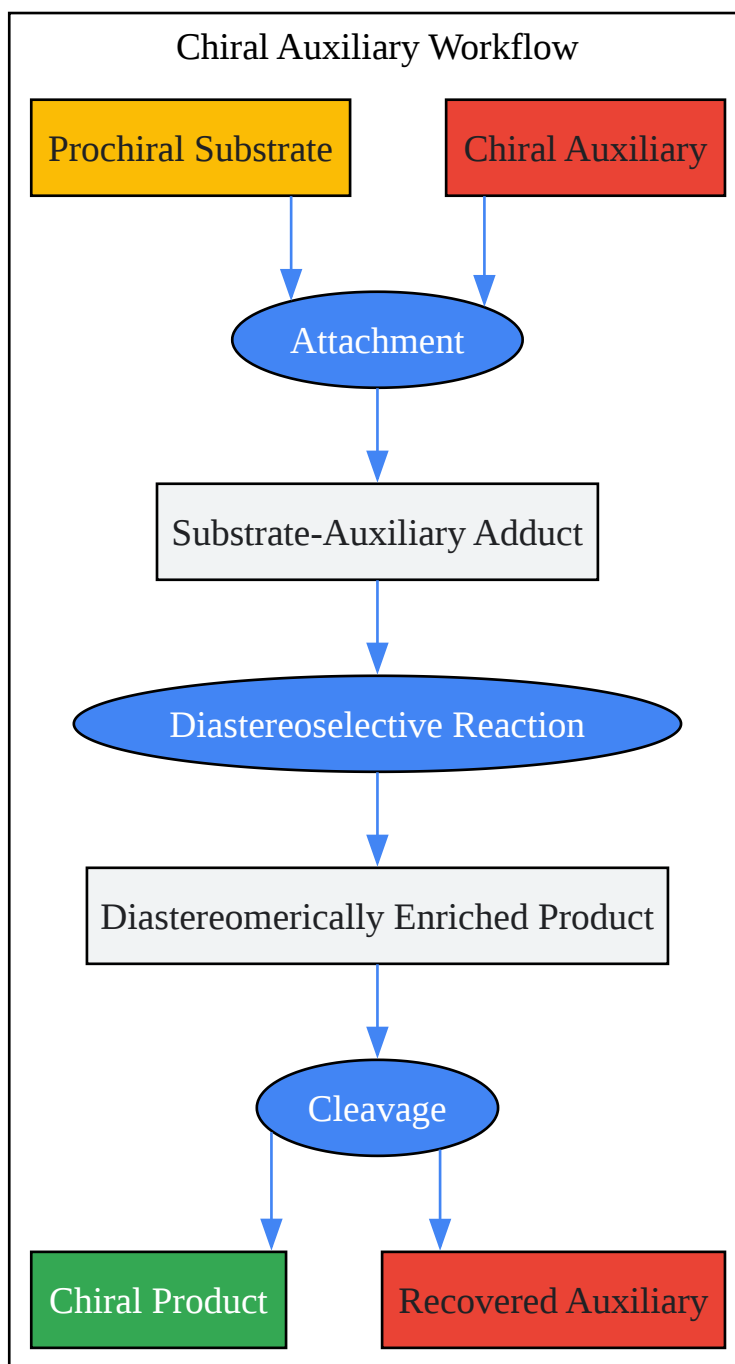 Chiral Auxiliary Workflow
Prochiral Substrate
Chiral Auxiliary
Attachment
Substrate-Auxiliary Adduct
Diastereoselective Reaction
Diastereomerically Enriched Product
Cleavage
Chiral Product
Recovered Auxiliary